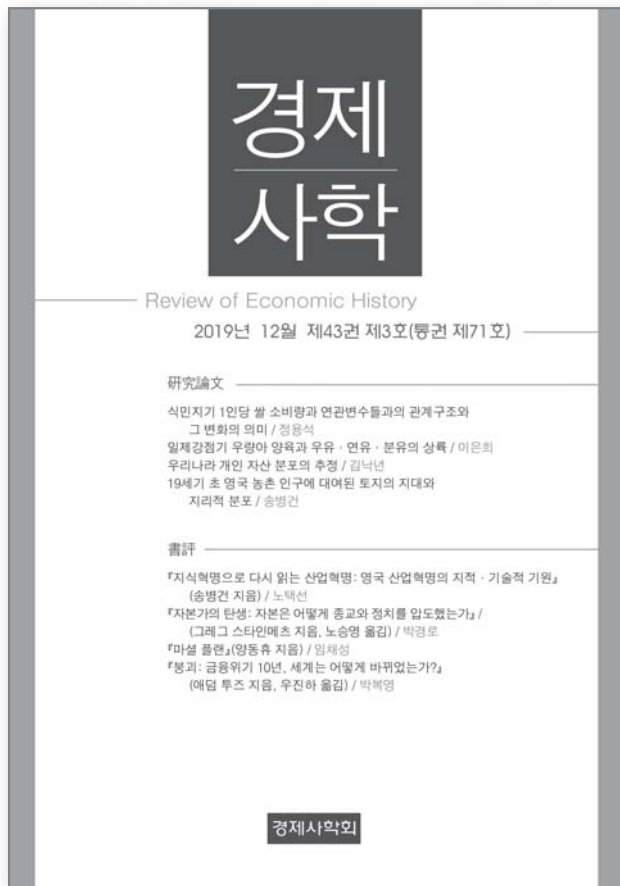 경제
사학
Review of Economic History
2019년 12월 제43권 제3호(통권 제71호)
研究論文
식민지기 1인당 쌀 소비량과 연관변수들과의 관계구조와
그 변화의 의미 / 정용석
일제강점기 우량아 양육과 우유 · 연유 · 분유의 상륙 / 이은희
우리나라 개인 자산 분포의 추정 / 김낙년
19세기 초 영국 농촌 인구에 대여된 토지의 지대와
지리적 분포 / 송병건
書評
『지식혁명으로 다시 읽는 산업혁명: 영국 산업혁명의 지적 · 기술적 기원』
(송병건 지음) / 노택선
『자본가의 탄생: 자본은 어떻게 종교와 정치를 압도했는가』 /
(그레그 스타인메츠 지음, 노승영 옮김) / 박경로
『마셜 플랜』(양동휴 지음) / 임채성
『붕괴: 금융위기 10년, 세계는 어떻게 바뀌었는가?』
(애덤 투즈 지음, 우진하 옮김) / 박복영
경제사학회